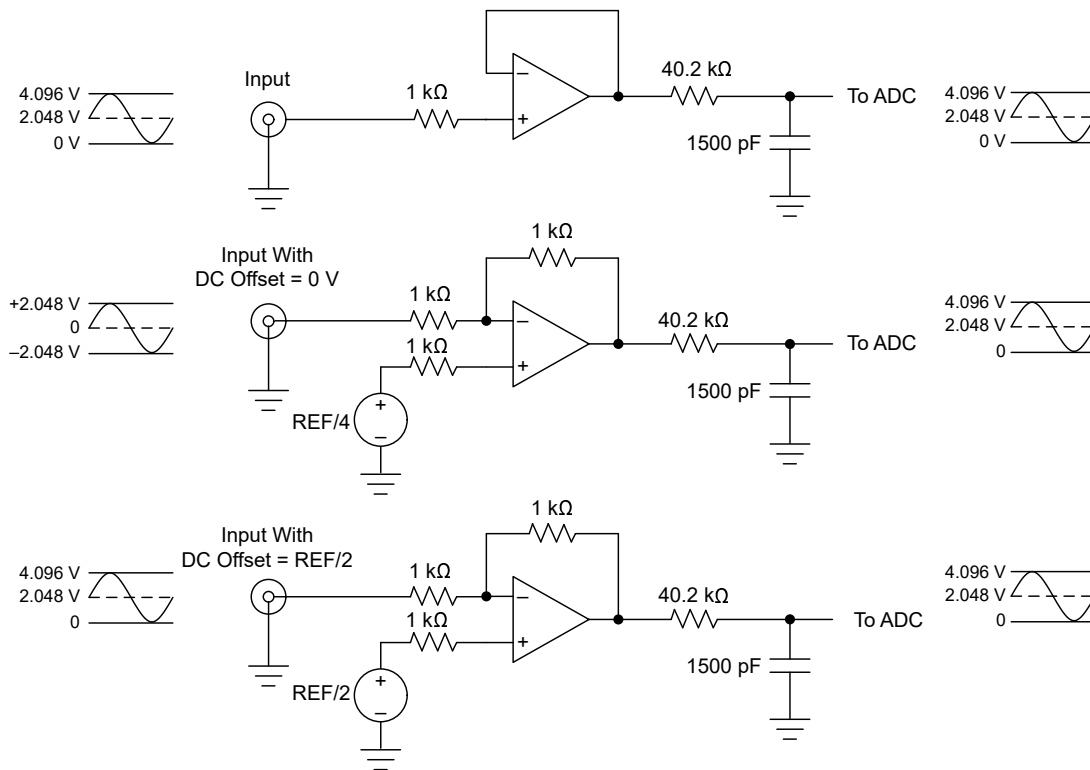 Input
4.096 V
2.048 V
0 V
1 kΩ
–
+
40.2 kΩ
1500 pF
To ADC
4.096 V
2.048 V
0 V
Input With
DC Offset = 0 V
+2.048 V
0
–2.048 V
1 kΩ
1 kΩ
1 kΩ
–
+
+
–
REF/4
40.2 kΩ
1500 pF
To ADC
4.096 V
2.048 V
0
Input With
DC Offset = REF/2
4.096 V
2.048 V
0
1 kΩ
1 kΩ
1 kΩ
–
+
+
–
REF/2
40.2 kΩ
1500 pF
To ADC
4.096 V
2.048 V
0